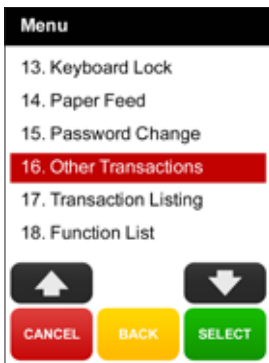 Menu
13. Keyboard Lock
14. Paper Feed
15. Password Change
16. Other Transactions
17. Transaction Listing
18. Function List
CANCEL BACK SELECT